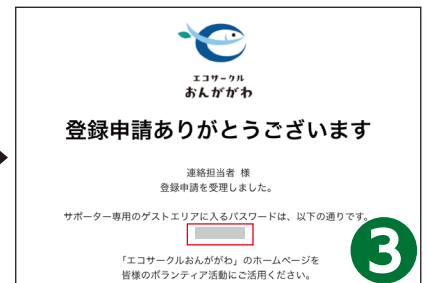 エコサークル
おんががわ
登録申請ありがとうございます
連絡担当者 様
登録申請を受理しました。
サポーター専用のゲストエリアに入るパスワードは、以下の通りです。
「エコサークルおんががわ」のホームページを
皆様のボランティア活動にご活用ください。
3